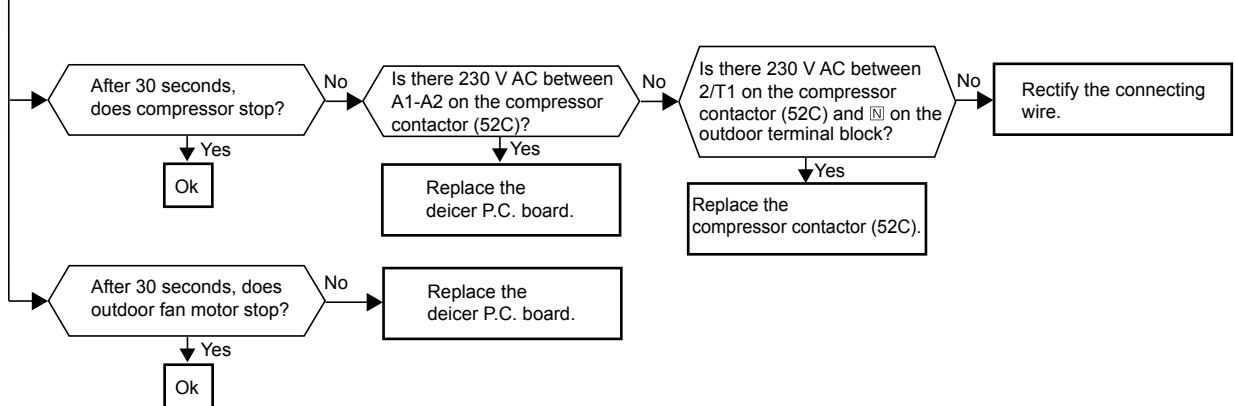 After 30 seconds,
does compressor stop?
No
Yes
Ok
Is there 230 V AC between
A1-A2 on the compressor
contactor (52C)?
No
Yes
Replace the
deicer P.C. board.
Is there 230 V AC between
2/T1 on the compressor
contactor (52C) and N on the
outdoor terminal block?
No
Yes
Replace the
compressor contactor (52C).
Rectify the connecting
wire.
After 30 seconds, does
outdoor fan motor stop?
No
Yes
Ok
Replace the
deicer P.C. board.